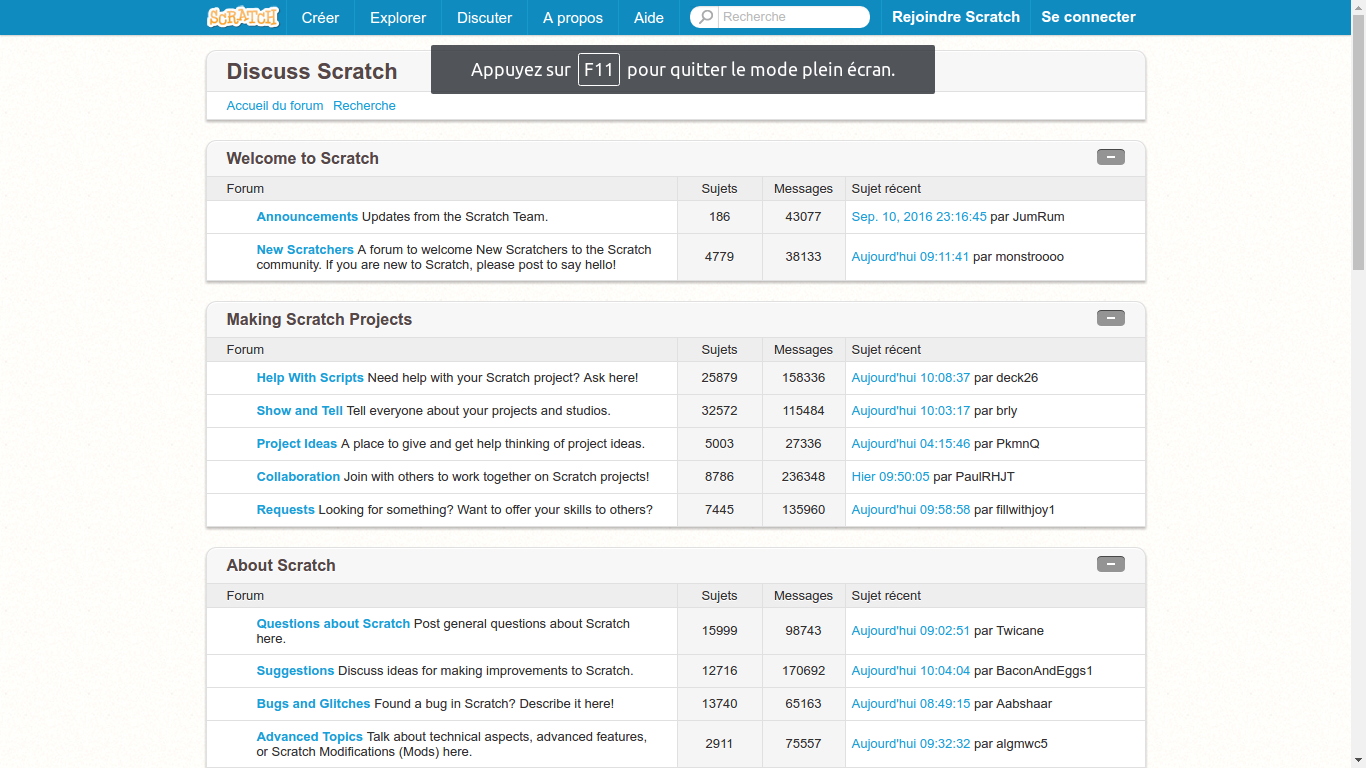 SCRATCH Créer Explorer Discuter A propos Aide Recherche Rejoindre Scratch Se connecter
Discuss Scratch
Appuyez sur F11 pour quitter le mode plein écran.
Accueil du forum Recherche
Welcome to Scratch
Forum Sujets Messages Sujet récent
Announcements Updates from the Scratch Team. 186 43077 Sep. 10, 2016 23:16:45 par JumRum
New Scratchers A forum to welcome New Scratchers to the Scratch
community. If you are new to Scratch, please post to say hello! 4779 38133 Aujourd'hui 09:11:41 par monstroooo
Making Scratch Projects
Forum Sujets Messages Sujet récent
Help With Scripts Need help with your Scratch project? Ask here! 25879 158336 Aujourd'hui 10:08:37 par deck26
Show and Tell Tell everyone about your projects and studios. 32572 115484 Aujourd'hui 10:03:17 par brly
Project Ideas A place to give and get help thinking of project ideas. 5003 27336 Aujourd'hui 04:15:46 par PkmnQ
Collaboration Join with others to work together on Scratch projects! 8786 236348 Hier 09:50:05 par PaulRHJT
Requests Looking for something? Want to offer your skills to others? 7445 135960 Aujourd'hui 09:58:58 par fillwithjoy1
About Scratch
Forum Sujets Messages Sujet récent
Questions about Scratch Post general questions about Scratch
here. 15999 98743 Aujourd'hui 09:02:51 par Twicane
Suggestions Discuss ideas for making improvements to Scratch. 12716 170692 Aujourd'hui 10:04:04 par BaconAndEggs1
Bugs and Glitches Found a bug in Scratch? Describe it here! 13740 65163 Aujourd'hui 08:49:15 par Aabshaar
Advanced Topics Talk about technical aspects, advanced features,
or Scratch Modifications (Mods) here. 2911 75557 Aujourd'hui 09:32:32 par algmwc5